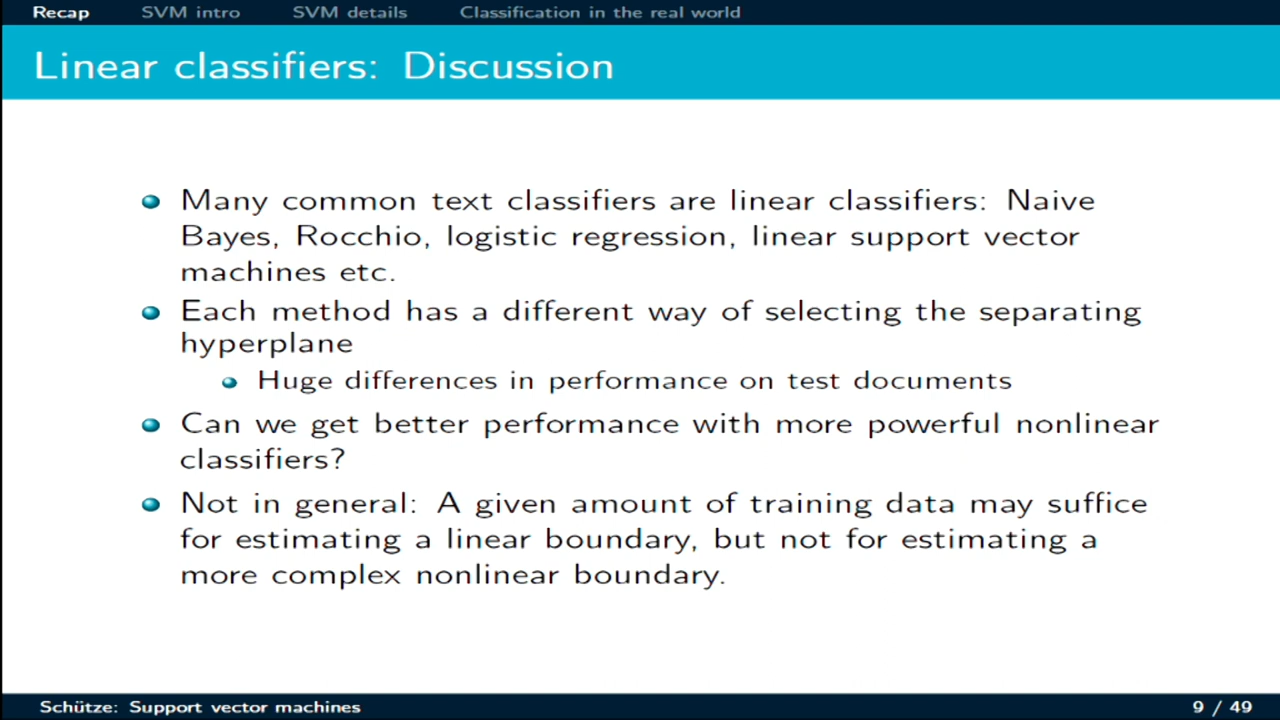 Recap SVM intro SVM details Classification in the real world
Linear classifiers: Discussion
Many common text classifiers are linear classifiers: Naive
Bayes, Rocchio, logistic regression, linear support vector
machines etc.
Each method has a different way of selecting the separating
hyperplane
Huge differences in performance on test documents
Can we get better performance with more powerful nonlinear
classifiers?
Not in general: A given amount of training data may suffice
for estimating a linear boundary, but not for estimating a
more complex nonlinear boundary.
Schütze: Support vector machines 9 / 49